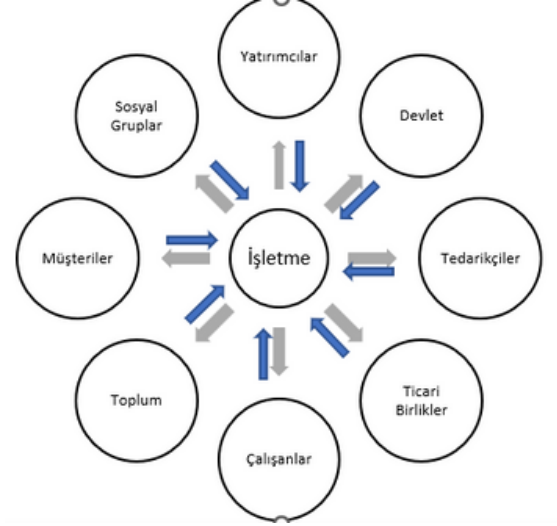 Yatırımcılar
Sosyal
Gruplar
Devlet
Müşteriler
İşletme
Tedarikçiler
Toplum
Ticari
Birlikler
Çalışanlar